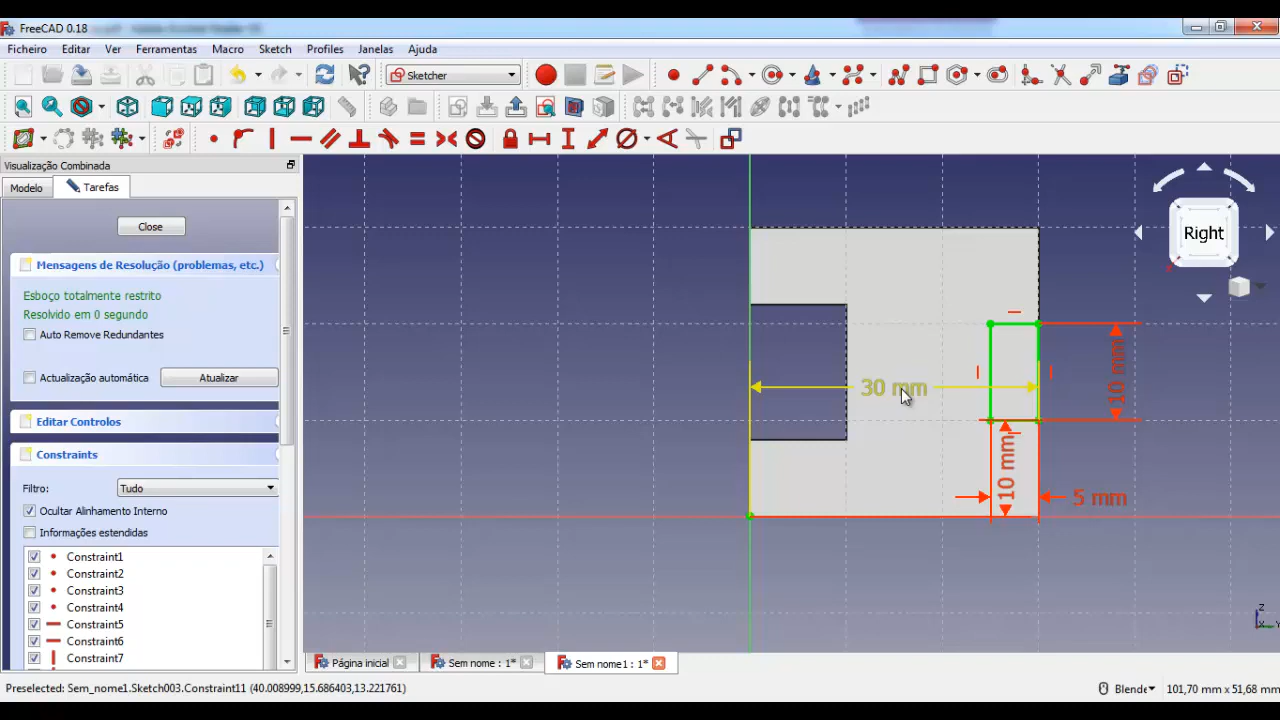 FreeCAD 0.18
Ficheiro Editar Ver Ferramentas Macro Sketch Profiles Janelas Ajuda
Sketcher
Visualização Combinada
Modelo Tarefas
Close
Mensagens de Resolução (problemas, etc.)
Esboço totalmente restrito
Resolvido em 0 segundo
Auto Remove Redundantes
Actualização automática Atualizar
Editar Controlos
Constraints
Filtro: Tudo
Ocultar Alinhamento Interno
Informações estendidas
Constraint1
Constraint2
Constraint3
Constraint4
Constraint5
Constraint6
Constraint7
Right
30 mm
10 mm
10 mm
5 mm
Z
X
Página inicial Sem nome : 1* Sem nome1 : 1*
Preselected: Sem_nome1.Sketch003.Constraint11 (40.008999,15.686403,13.221761)
Blende 101,70 mm x 51,68 mm